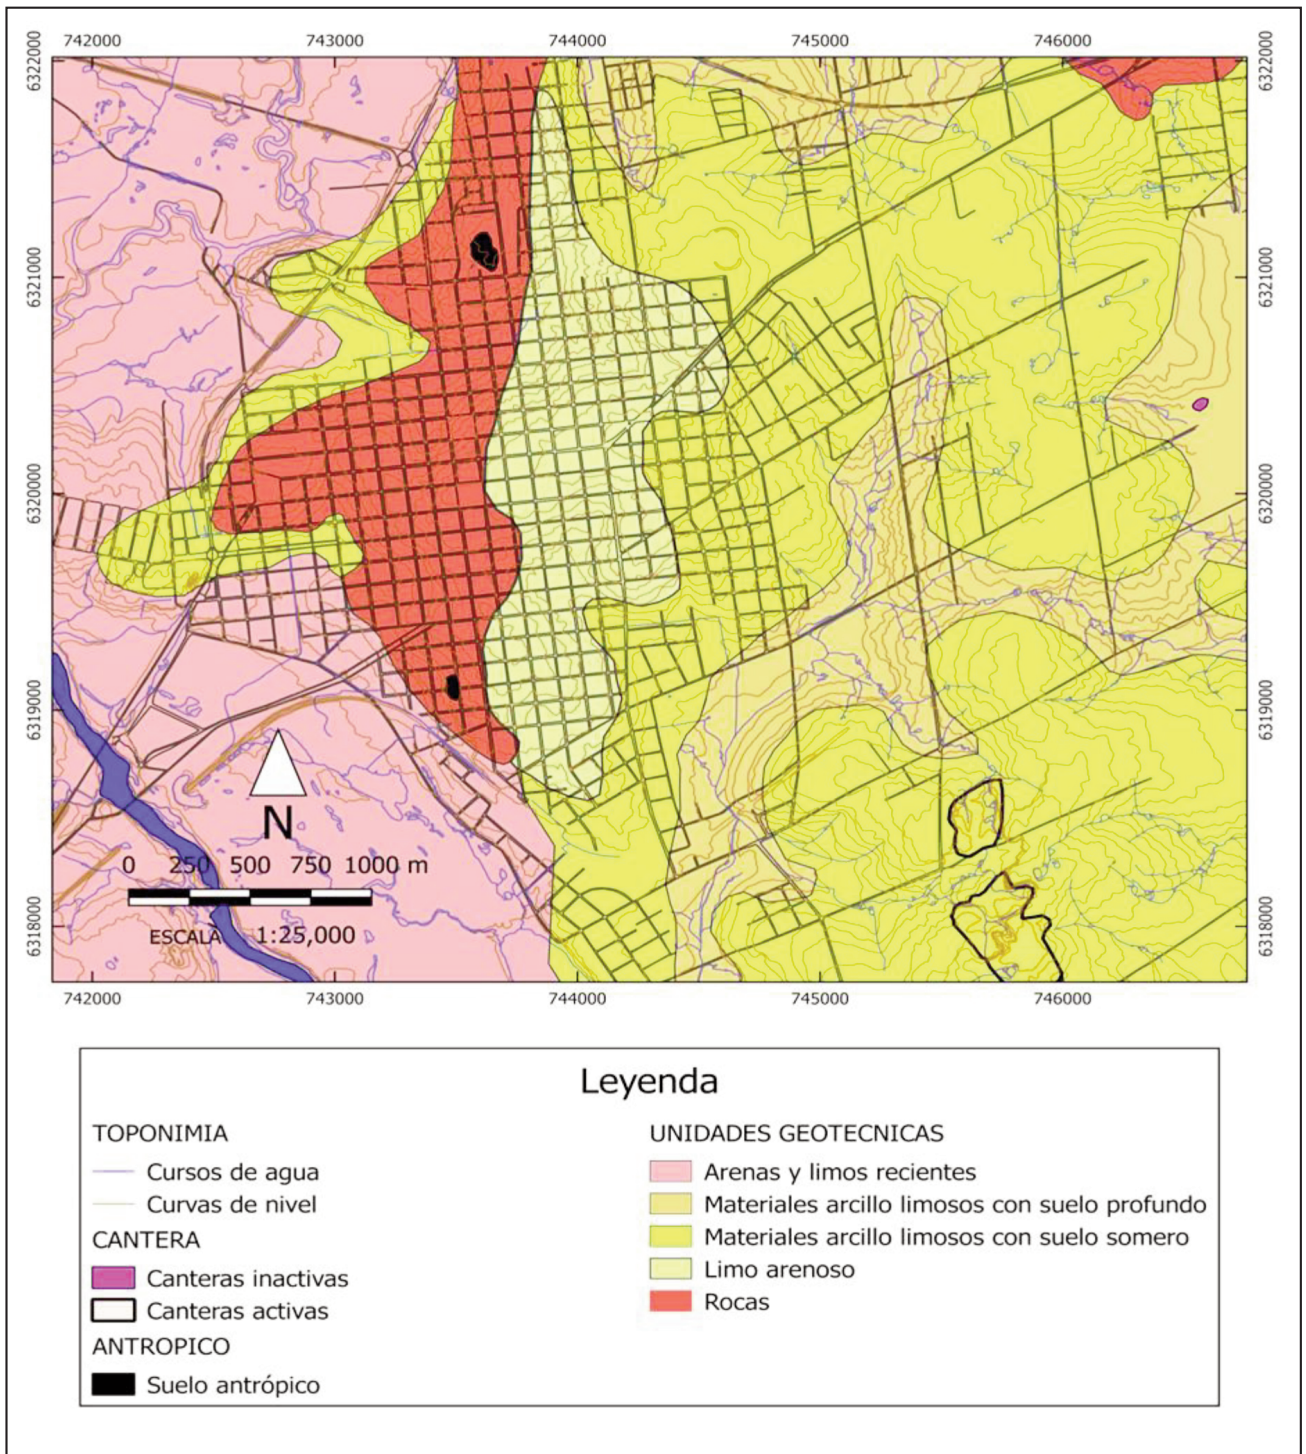 742000 743000 744000 745000 746000
6322000 6322000
6321000 6321000
6320000 6320000
6319000 6319000
6318000 6318000
N
0 250 500 750 1000 m
ESCALA 1:25,000
742000 743000 744000 745000 746000
Leyenda
TOPONIMIA
Cursos de agua
Curvas de nivel
CANTERA
Canteras inactivas
Canteras activas
ANTROPICO
Suelo antrópico
UNIDADES GEOTECNICAS
Arenas y limos recientes
Materiales arcillo limosos con suelo profundo
Materiales arcillo limosos con suelo somero
Limo arenoso
Rocas